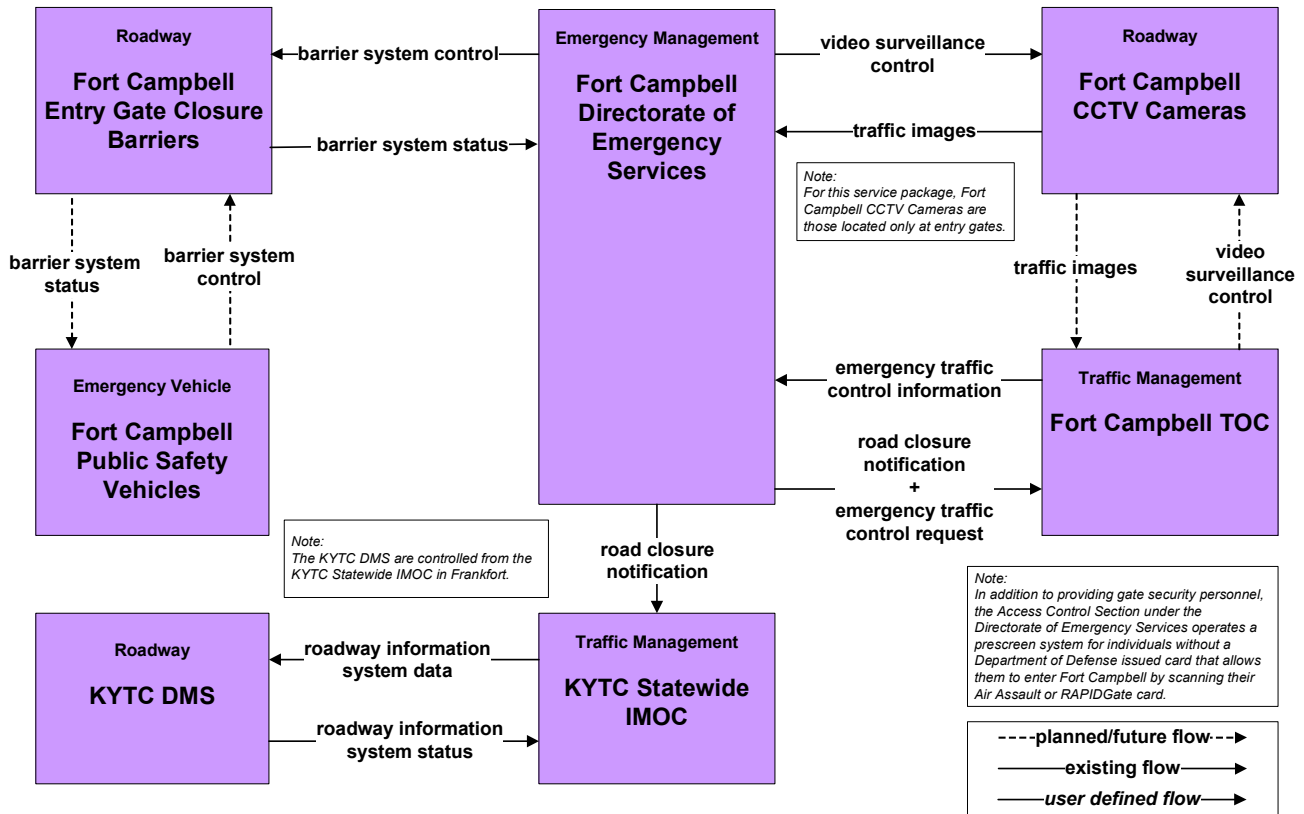 Roadway
Fort Campbell
Entry Gate Closure
Barriers
barrier system control
barrier system status
Emergency Management
Fort Campbell
Directorate of
Emergency
Services
video surveillance
control
traffic images
Roadway
Fort Campbell
CCTV Cameras
Note:
For this service package, Fort
Campbell CCTV Cameras are
those located only at entry gates.
barrier system
status
barrier system
control
traffic images
video
surveillance
control
Emergency Vehicle
Fort Campbell
Public Safety
Vehicles
emergency traffic
control information
road closure
notification
+
emergency traffic
control request
Traffic Management
Fort Campbell TOC
Note:
The KYTC DMS are controlled from the
KYTC Statewide IMOC in Frankfort.
road closure
notification
Note:
In addition to providing gate security personnel,
the Access Control Section under the
Directorate of Emergency Services operates a
prescreen system for individuals without a
Department of Defense issued card that allows
them to enter Fort Campbell by scanning their
Air Assault or RAPIDGate card.
Roadway
KYTC DMS
roadway information
system data
roadway information
system status
Traffic Management
KYTC Statewide
IMOC
planned/future flow
existing flow
user defined flow